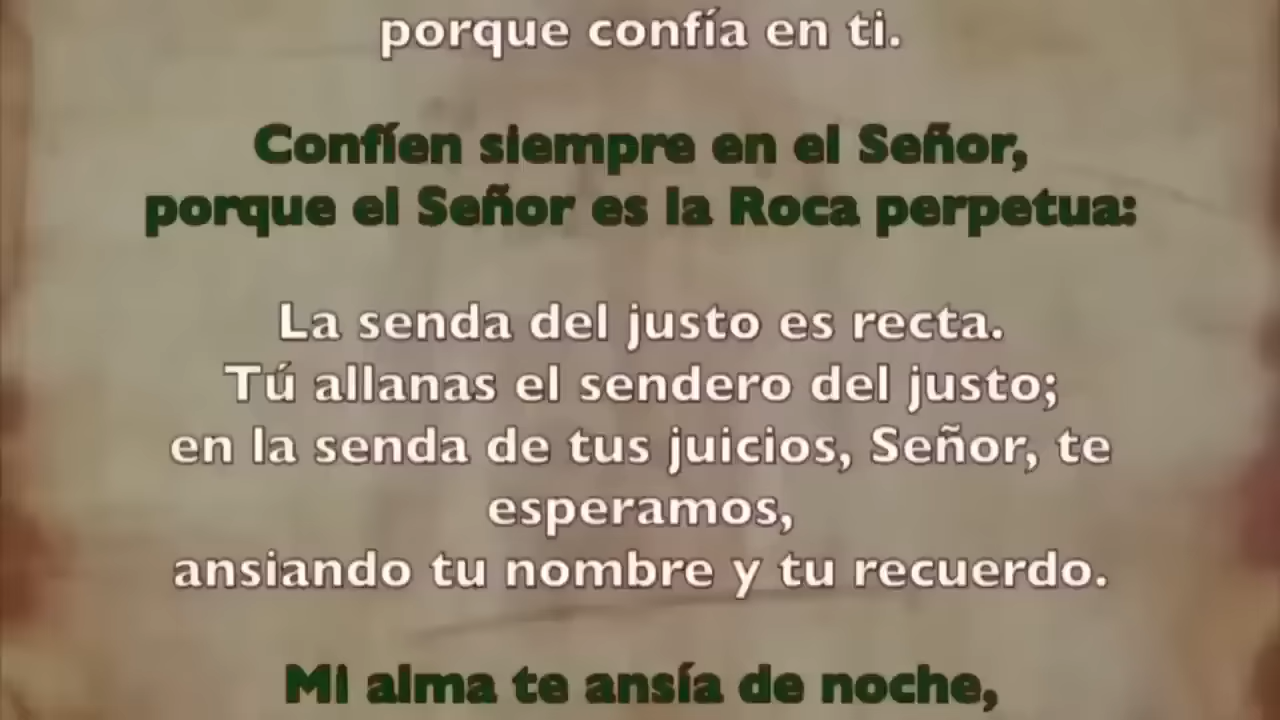 porque confía en ti.
Confíen siempre en el Señor,
porque el Señor es la Roca perpetua:
La senda del justo es recta.
Tú allanas el sendero del justo;
en la senda de tus juicios, Señor, te
esperamos,
ansiando tu nombre y tu recuerdo.
Mi alma te ansía de noche,